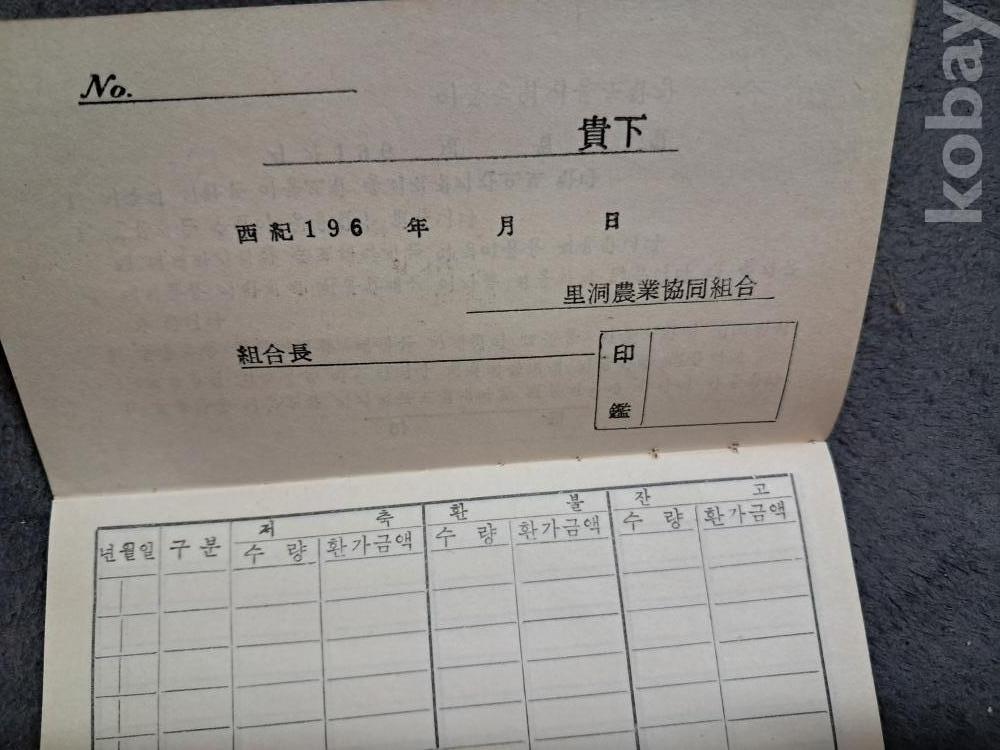 No.
貴下
西紀196 年 月 日
里洞農業協同組合
組合長
印鑑
저축 환불 잔고
년월일 구분 수량 환가금액 수량 환가금액 수량 환가금액
kobay